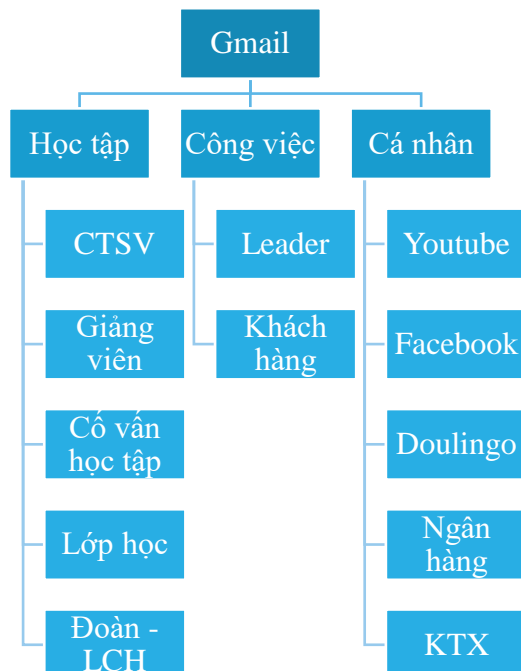 Gmail
Học tập
CTSV
Giảng
viên
Cố vấn
học tập
Lớp học
Đoàn -
LCH
Công việc
Leader
Khách
hàng
Cá nhân
Youtube
Facebook
Doulingo
Ngân
hàng
KTX